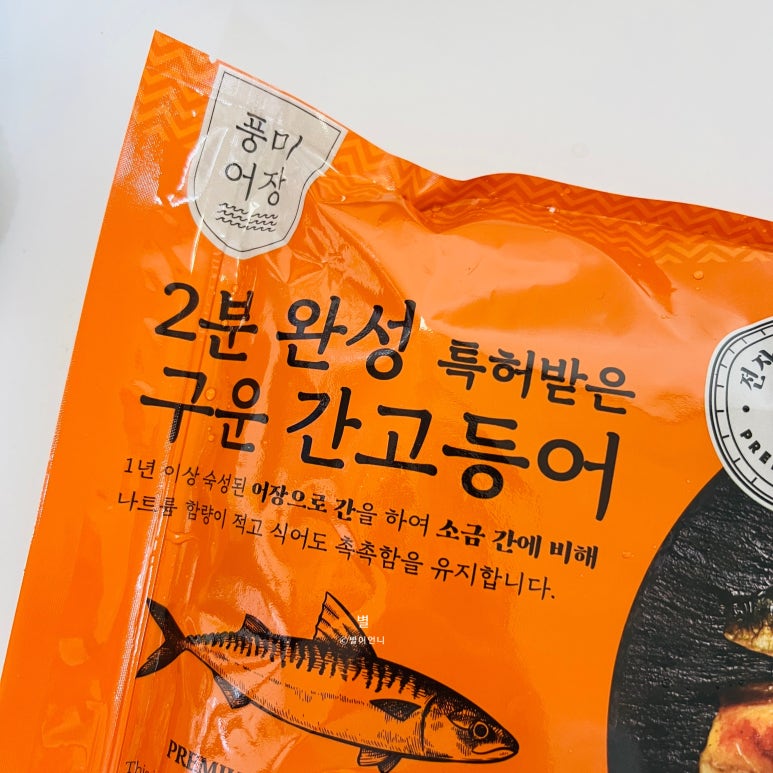 풍미
어장
2분 완성 특허받은
구운 간고등어
1년 이상 숙성된 어장으로 간을 하여 소금 간에 비해
나트륨 함량이 적고 식어도 촉촉함을 유지합니다.
별
©별이언니